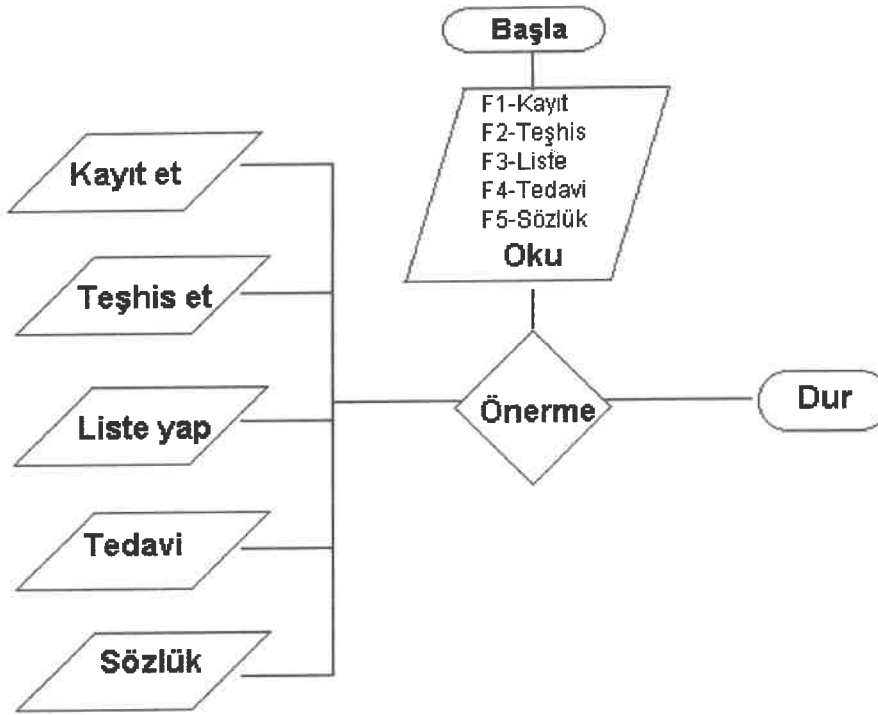 Başla
F1-Kayıt
F2-Teşhis
F3-Liste
F4-Tedavi
F5-Sözlük
Oku
Kayıt et
Teşhis et
Liste yap
Tedavi
Sözlük
Önerme
Dur